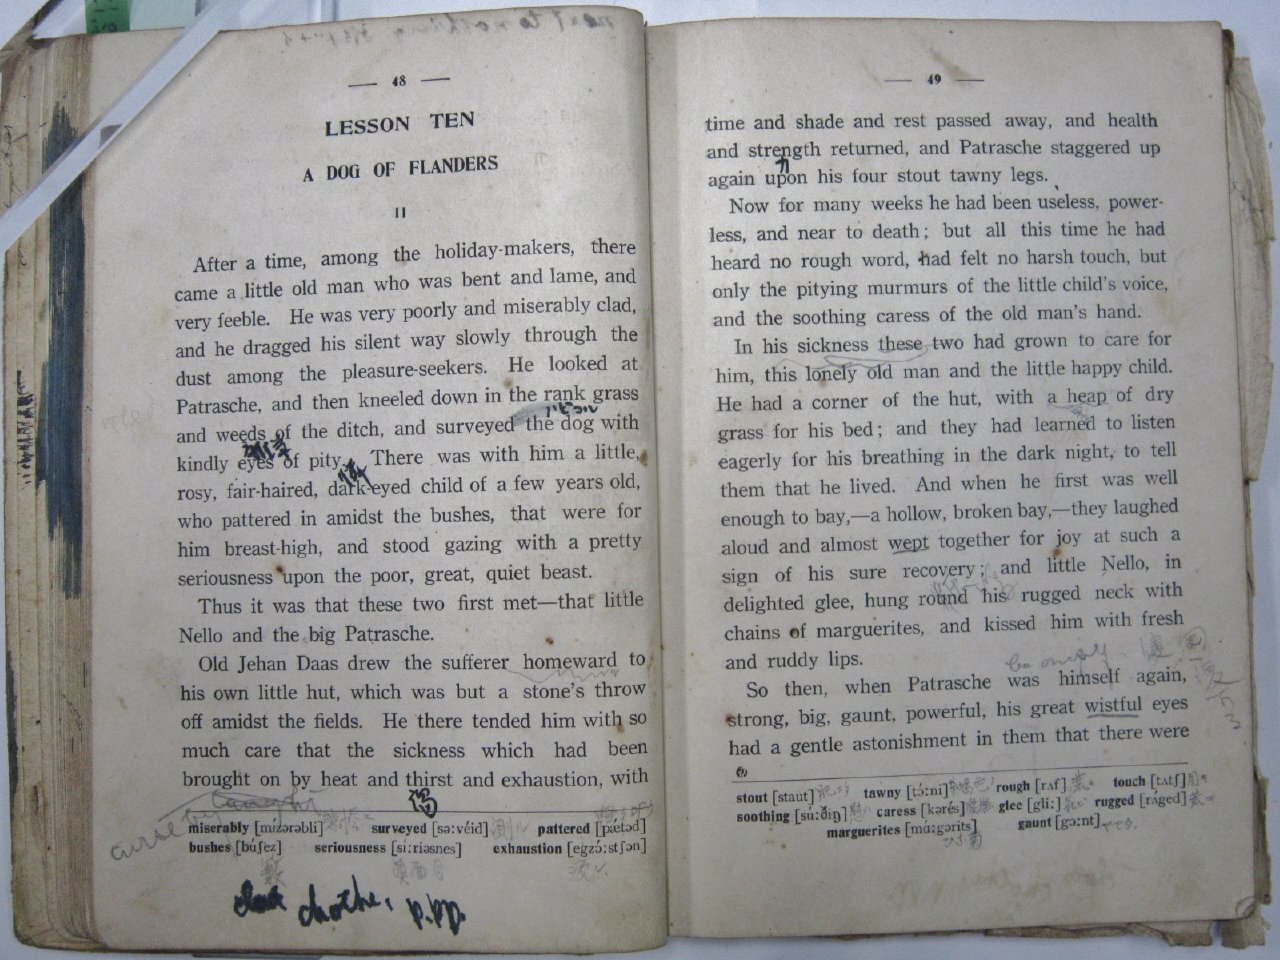 — 48 —
LESSON TEN
A DOG OF FLANDERS
II
After a time, among the holiday-makers, there
came a little old man who was bent and lame, and
very feeble. He was very poorly and miserably clad,
and he dragged his silent way slowly through the
dust among the pleasure-seekers. He looked at
Patrasche, and then kneeled down in the rank grass
and weeds of the ditch, and surveyed the dog with
kindly eyes of pity. There was with him a little,
rosy, fair-haired, dark-eyed child of a few years old,
who pattered in amidst the bushes, that were for
him breast-high, and stood gazing with a pretty
seriousness upon the poor, great, quiet beast.
Thus it was that these two first met—that little
Nello and the big Patrasche.
Old Jehan Daas drew the sufferer homeward to
his own little hut, which was but a stone's throw
off amidst the fields. He there tended him with so
much care that the sickness which had been
brought on by heat and thirst and exhaustion, with
miserably [mízərəbli] surveyed [sə:véid] pattered [pǽtəd]
bushes [búʃez] seriousness [sí:riəsnes] exhaustion [egzɔ́:stʃən]
p.pp.
— 49 —
time and shade and rest passed away, and health
and strength returned, and Patrasche staggered up
again upon his four stout tawny legs.
力
Now for many weeks he had been useless, power-
less, and near to death; but all this time he had
heard no rough word, had felt no harsh touch, but
only the pitying murmurs of the little child's voice,
and the soothing caress of the old man's hand.
In his sickness these two had grown to care for
him, this lonely old man and the little happy child.
He had a corner of the hut, with a heap of dry
grass for his bed; and they had learned to listen
eagerly for his breathing in the dark night, to tell
them that he lived. And when he first was well
enough to bay,—a hollow, broken bay,—they laughed
aloud and almost wept together for joy at such a
sign of his sure recovery; and little Nello, in
delighted glee, hung round his rugged neck with
chains of marguerites, and kissed him with fresh
and ruddy lips.
So then, when Patrasche was himself again,
strong, big, gaunt, powerful, his great wistful eyes
had a gentle astonishment in them that there were
stout [staut] tawny [tɔ́:ni] rough [rʌf] touch [tʌtʃ]
soothing [sú:ðiŋ] caress [kərés] glee [gli:] rugged [rʌ́ged]
marguerites [mɑ́:gərits] gaunt [gɔ:nt]